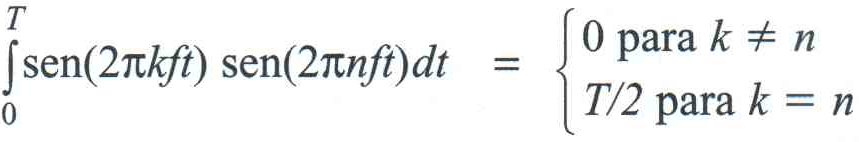 T
∫sen(2πkft) sen(2πnft)dt = { 0 para k ≠ n
T/2 para k = n
0